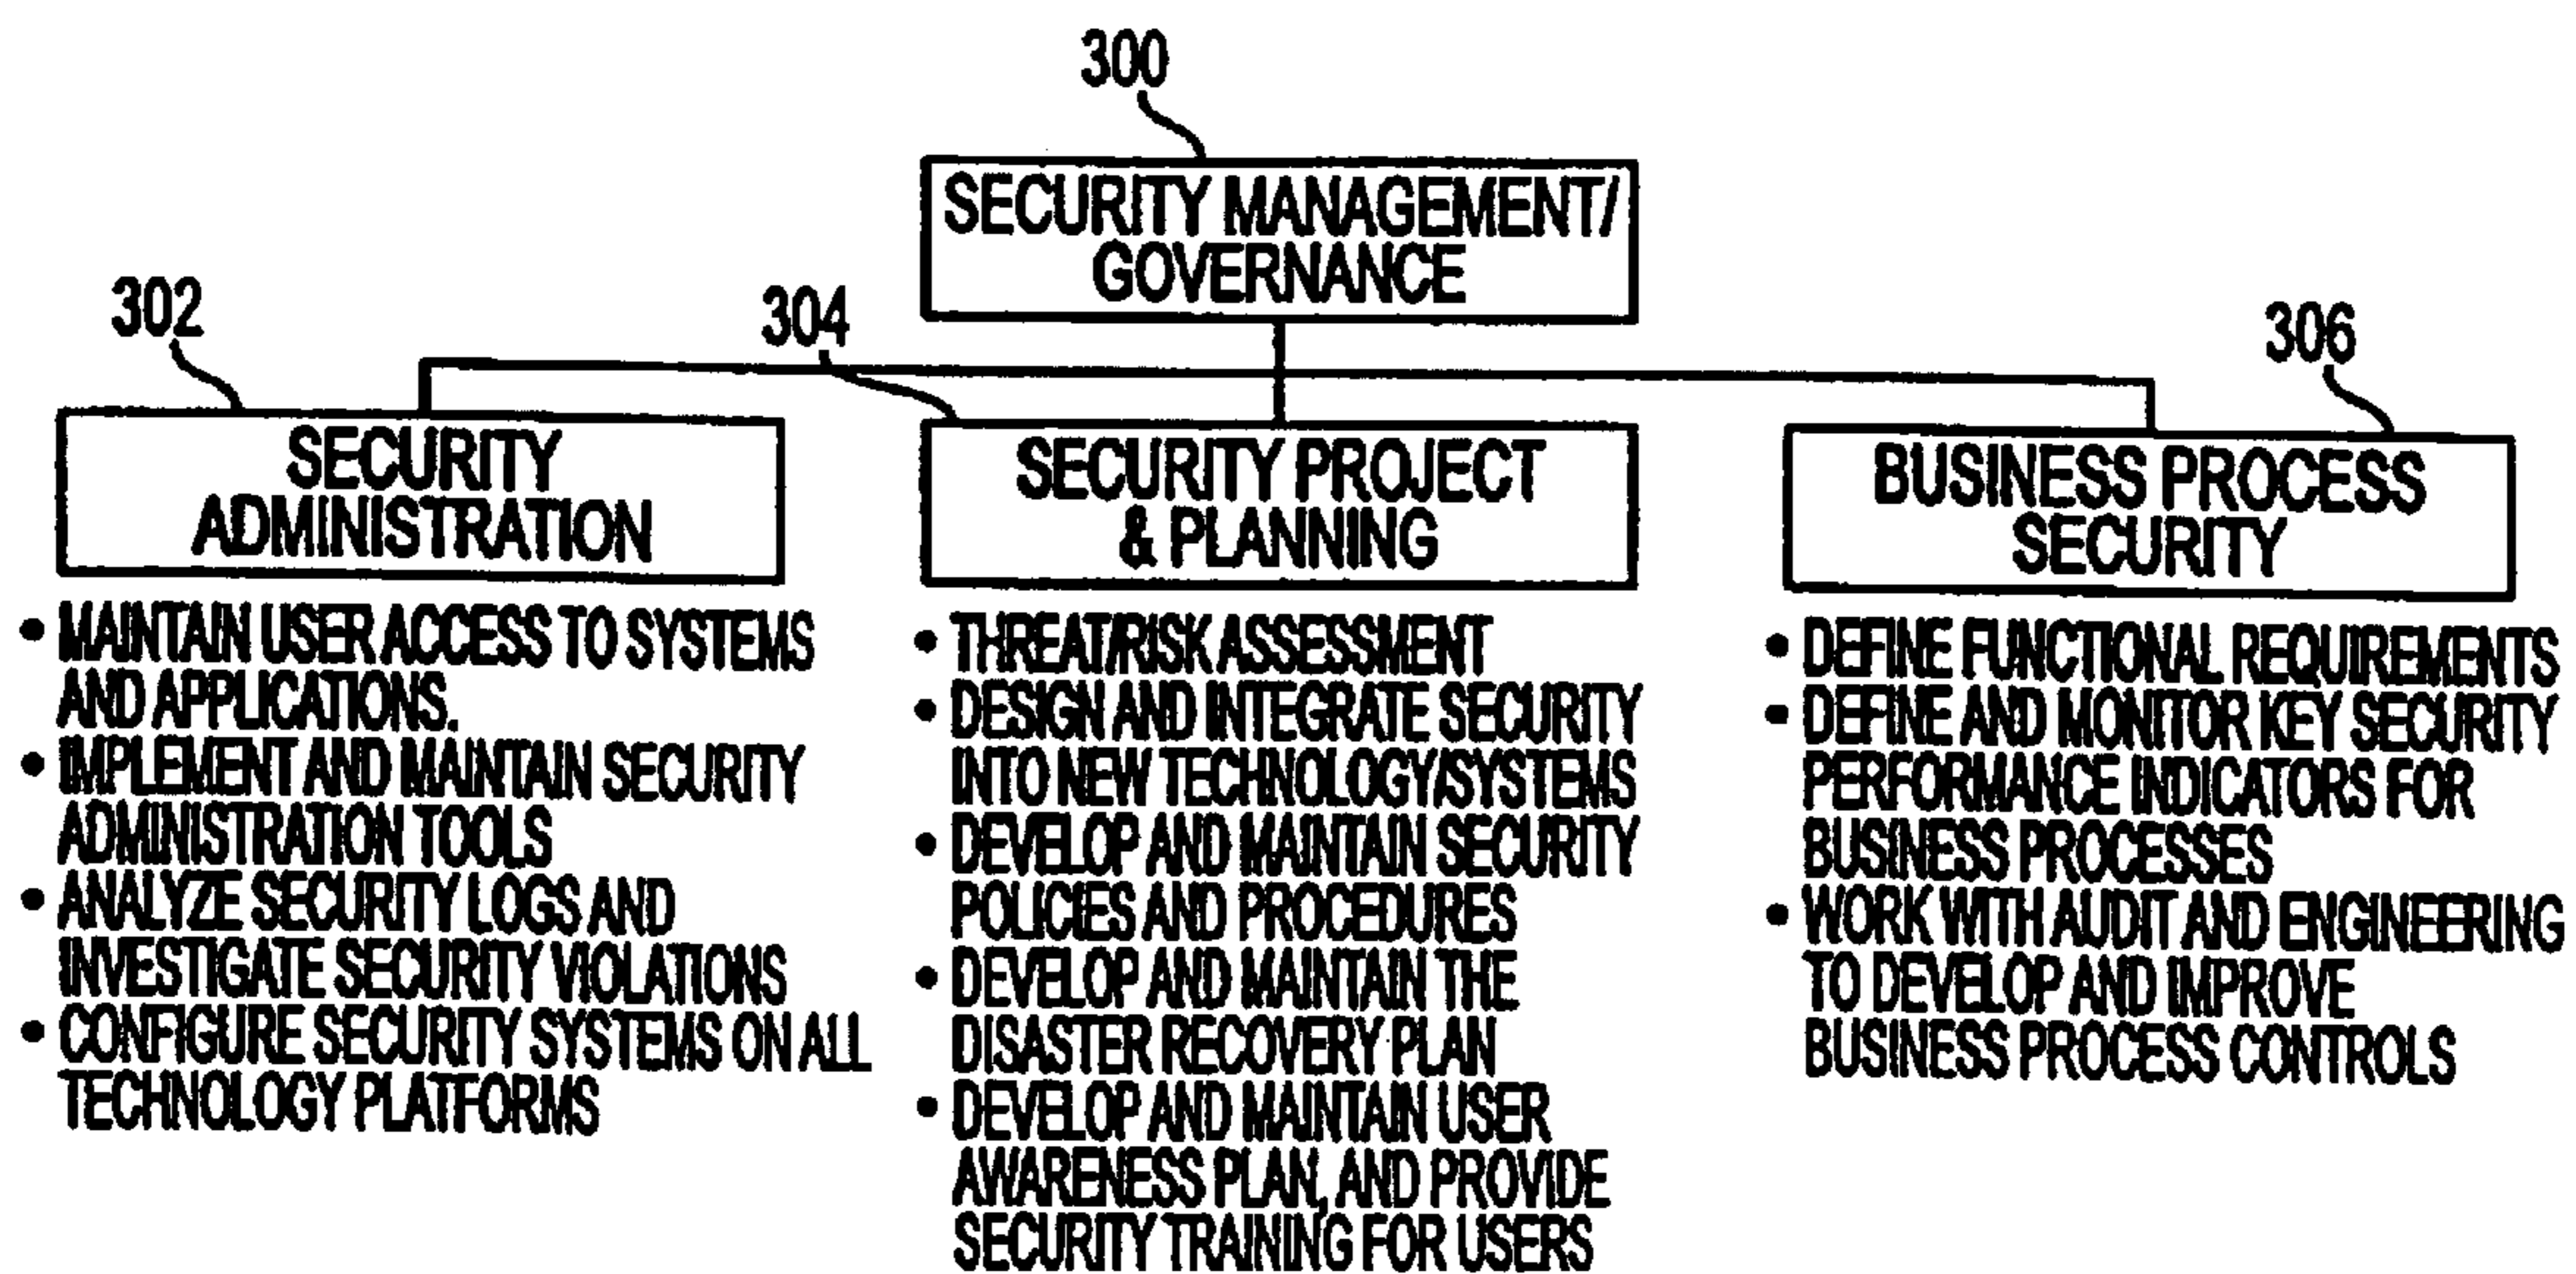 300
SECURITY MANAGEMENT/
GOVERNANCE
302
304
306
SECURITY
ADMINISTRATION
• MAINTAIN USER ACCESS TO SYSTEMS
AND APPLICATIONS.
• IMPLEMENT AND MAINTAIN SECURITY
ADMINISTRATION TOOLS
• ANALYZE SECURITY LOGS AND
INVESTIGATE SECURITY VIOLATIONS
• CONFIGURE SECURITY SYSTEMS ON ALL
TECHNOLOGY PLATFORMS
SECURITY PROJECT
& PLANNING
• THREAT/RISK ASSESSMENT
• DESIGN AND INTEGRATE SECURITY
INTO NEW TECHNOLOGY/SYSTEMS
• DEVELOP AND MAINTAIN SECURITY
POLICIES AND PROCEDURES
• DEVELOP AND MAINTAIN THE
DISASTER RECOVERY PLAN
• DEVELOP AND MAINTAIN USER
AWARENESS PLAN, AND PROVIDE
SECURITY TRAINING FOR USERS
BUSINESS PROCESS
SECURITY
• DEFINE FUNCTIONAL REQUIREMENTS
• DEFINE AND MONITOR KEY SECURITY
PERFORMANCE INDICATORS FOR
BUSINESS PROCESSES
• WORK WITH AUDIT AND ENGINEERING
TO DEVELOP AND IMPROVE
BUSINESS PROCESS CONTROLS